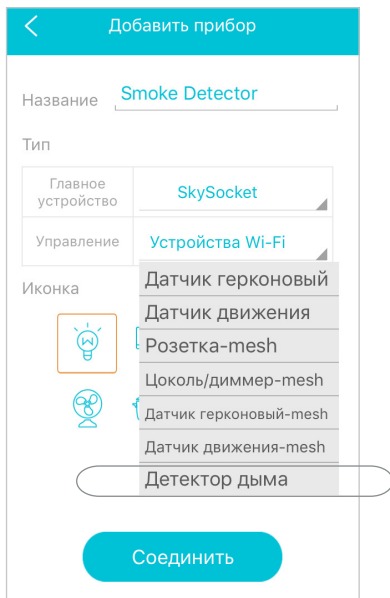 Добавить прибор
Название Smoke Detector
Тип
Главное
устройство
SkySocket
Управление Устройства Wi-Fi
Иконка
Датчик герконовый
Датчик движения
Розетка-mesh
Цоколь/диммер-mesh
Датчик герконовый-mesh
Датчик движения-mesh
Детектор дыма
Соединить